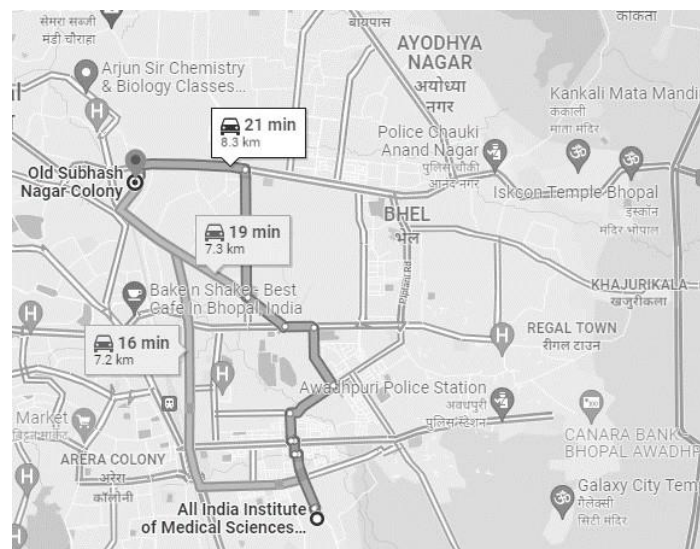 सेमरा सब्जी
मंडी चौराहा
बायपास
AYODHYA
NAGAR
अयोध्या
नगर
Arjun Sir Chemistry
& Biology Classes...
H
Kankali Mata Mandi
कंकाली
माता मंदिर
21 min
8.3 km
Police Chauki
Anand Nagar
पुलिस चौकी
आनंद नगर
Old Subhash
Nagar Colony
Iskcon Temple Bhopal
इस्कॉन
मंदिर भोपाल
BHEL
भेल
19 min
7.3 km
Piplani Rd
KHAJURIKALA
खजुरीकला
Bake n Shake - Best
Cafe in Bhopal, India
H
REGAL TOWN
रीगल टाउन
H
16 min
7.2 km
H
Awadhpuri Police Station
अवधपुरी
पुलिस स्टेशन
Market
CANARA BANK
BHOPAL AWADHP
ARERA COLONY
अरेरा
कॉलोनी
H
Galaxy City Tem
गैलेक्सी
सिटी मंदिर
All India Institute
of Medical Sciences...
H